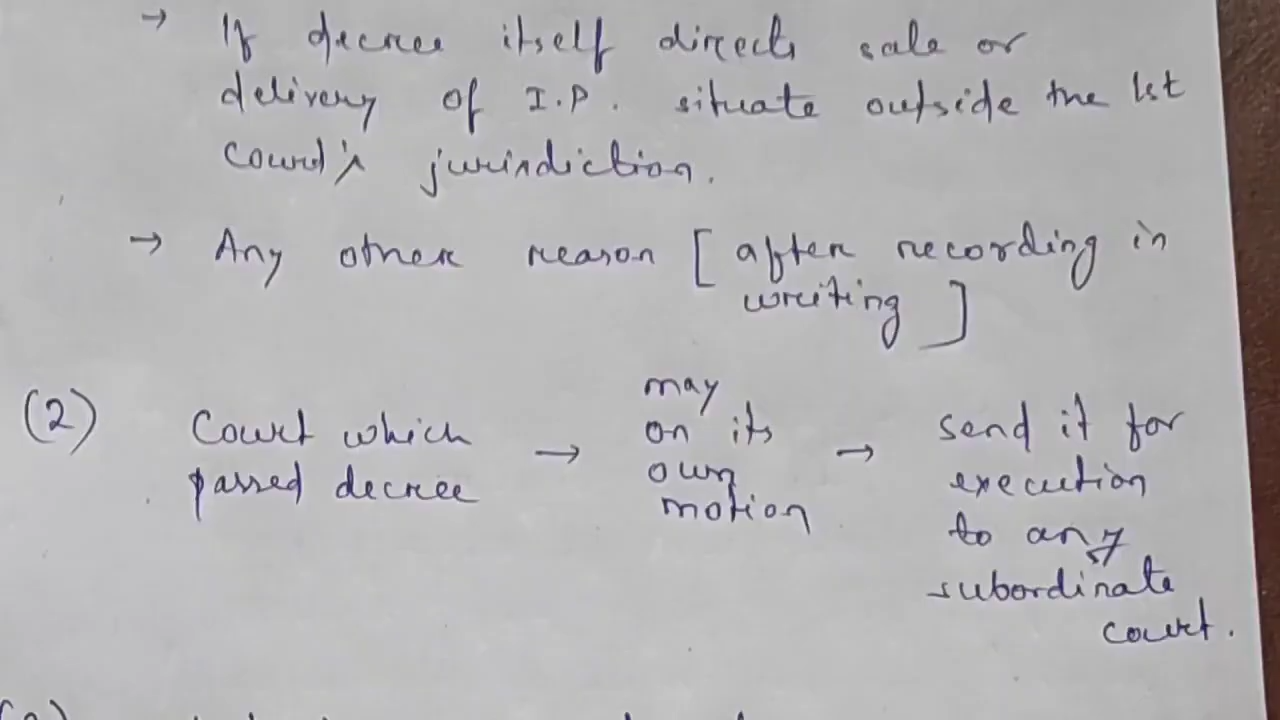 → If decree itself directs sale or
delivery of I.P. situate outside the 1st
Court's jurisdiction.
→ Any other reason [after recording in
writing]
(2) Court which passed decree → may on its own motion → send it for execution to any subordinate court.